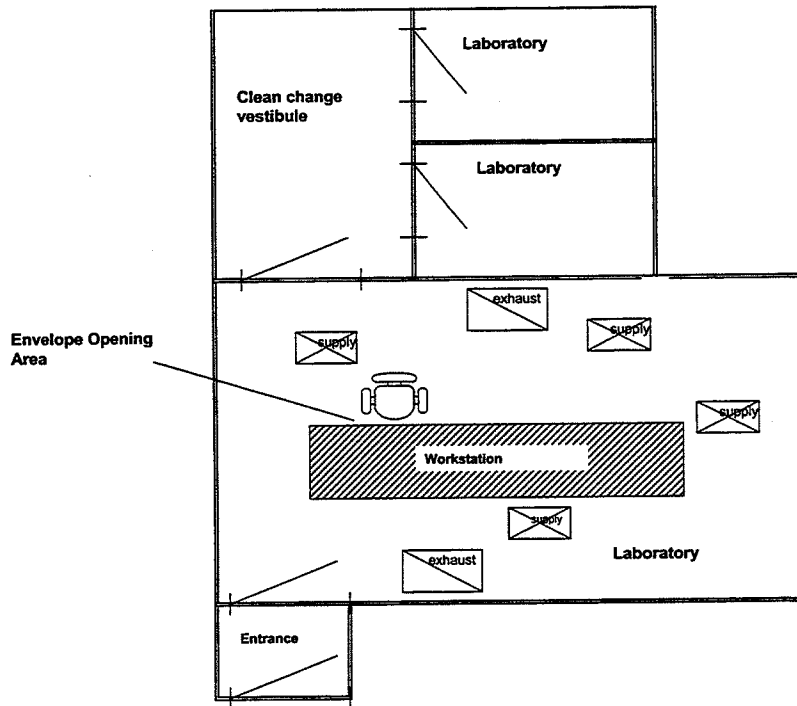 Laboratory
Clean change
vestibule
Laboratory
exhaust
supply
supply
Envelope Opening
Area
supply
Workstation
supply
exhaust
Laboratory
Entrance